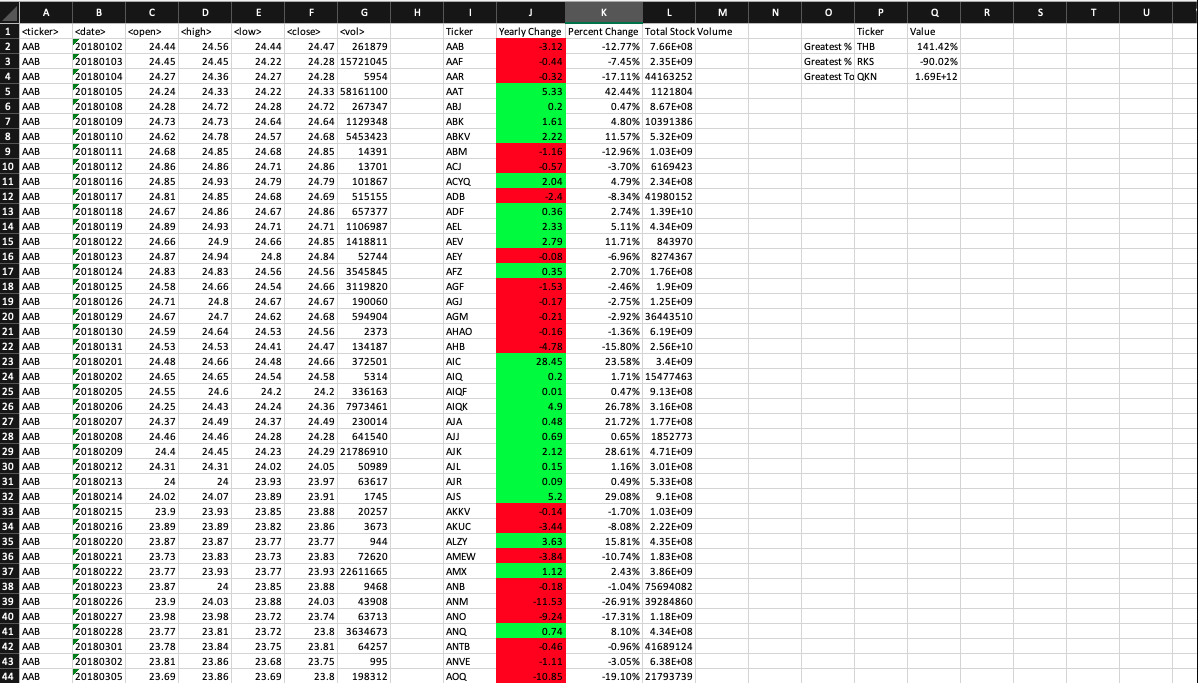 A B C D E F G H I J K L M N O P Q R S T U
1 <ticker> <date> <open> <high> <low> <close> <vol> Ticker Yearly Change Percent Change Total Stock Volume Ticker Value
2 AAB 20180102 24.44 24.56 24.44 24.47 261879 AAB -3.12 -12.77% 7.66E+08 Greatest % THB 141.42%
3 AAB 20180103 24.45 24.45 24.22 24.28 15721045 AAF -0.44 -7.45% 2.35E+09 Greatest % RKS -90.02%
4 AAB 20180104 24.27 24.36 24.27 24.28 5954 AAR -0.32 -17.11% 44163252 Greatest To QKN 1.69E+12
5 AAB 20180105 24.24 24.33 24.22 24.33 58161100 AAT 5.33 42.44% 1121804
6 AAB 20180108 24.28 24.72 24.28 24.72 267347 ABJ 0.2 0.47% 8.67E+08
7 AAB 20180109 24.73 24.73 24.64 24.64 1129348 ABK 1.61 4.80% 10391386
8 AAB 20180110 24.62 24.78 24.57 24.68 5453423 ABKV 2.22 11.57% 5.32E+09
9 AAB 20180111 24.68 24.85 24.68 24.85 14391 ABM -1.16 -12.96% 1.03E+09
10 AAB 20180112 24.86 24.86 24.71 24.86 13701 ACJ -0.57 -3.70% 6169423
11 AAB 20180116 24.85 24.93 24.79 24.79 101867 ACYQ 2.04 4.79% 2.34E+08
12 AAB 20180117 24.81 24.85 24.68 24.69 515155 ADB -2.4 -8.34% 41980152
13 AAB 20180118 24.67 24.86 24.67 24.86 657377 ADF 0.36 2.74% 1.39E+10
14 AAB 20180119 24.89 24.93 24.71 24.71 1106987 AEL 2.33 5.11% 4.34E+09
15 AAB 20180122 24.66 24.9 24.66 24.85 1418811 AEV 2.79 11.71% 843970
16 AAB 20180123 24.87 24.94 24.8 24.84 52744 AEY -0.08 -6.96% 8274367
17 AAB 20180124 24.83 24.83 24.56 24.56 3545845 AFZ 0.35 2.70% 1.76E+08
18 AAB 20180125 24.58 24.66 24.54 24.66 3119820 AGF -1.53 -2.46% 1.9E+09
19 AAB 20180126 24.71 24.8 24.67 24.67 190060 AGJ -0.17 -2.75% 1.25E+09
20 AAB 20180129 24.67 24.7 24.62 24.68 594904 AGM -0.21 -2.92% 36443510
21 AAB 20180130 24.59 24.64 24.53 24.56 2373 AHAO -0.16 -1.36% 6.19E+09
22 AAB 20180131 24.53 24.53 24.41 24.47 134187 AHB -4.78 -15.80% 2.56E+10
23 AAB 20180201 24.48 24.66 24.48 24.66 372501 AIC 28.45 23.58% 3.4E+09
24 AAB 20180202 24.65 24.65 24.54 24.58 5314 AIQ 0.2 1.71% 15477463
25 AAB 20180205 24.55 24.6 24.2 24.2 336163 AIQF 0.01 0.47% 9.13E+08
26 AAB 20180206 24.25 24.43 24.24 24.36 7973461 AIQK 4.9 26.78% 3.16E+08
27 AAB 20180207 24.37 24.49 24.37 24.49 230014 AJA 0.48 21.72% 1.77E+08
28 AAB 20180208 24.46 24.46 24.28 24.28 641540 AJJ 0.69 0.65% 1852773
29 AAB 20180209 24.4 24.45 24.23 24.29 21786910 AJK 2.12 28.61% 4.71E+09
30 AAB 20180212 24.31 24.31 24.02 24.05 50989 AJL 0.15 1.16% 3.01E+08
31 AAB 20180213 24 24 23.93 23.97 63617 AJR 0.09 0.49% 5.33E+08
32 AAB 20180214 24.02 24.07 23.89 23.91 1745 AJS 5.2 29.08% 9.1E+08
33 AAB 20180215 23.9 23.93 23.85 23.88 20257 AKKV -0.14 -1.70% 1.03E+09
34 AAB 20180216 23.89 23.89 23.82 23.86 3673 AKUC -3.44 -8.08% 2.22E+09
35 AAB 20180220 23.87 23.87 23.77 23.77 944 ALZY 3.63 15.81% 4.35E+08
36 AAB 20180221 23.73 23.83 23.73 23.83 72620 AMEW -3.84 -10.74% 1.83E+08
37 AAB 20180222 23.77 23.93 23.77 23.93 22611665 AMX 1.12 2.43% 3.86E+09
38 AAB 20180223 23.87 24 23.85 23.88 9468 ANB -0.18 -1.04% 75694082
39 AAB 20180226 23.9 24.03 23.88 24.03 43908 ANM -11.53 -26.91% 39284860
40 AAB 20180227 23.98 23.98 23.72 23.74 63713 ANO -9.24 -17.31% 1.18E+09
41 AAB 20180228 23.77 23.81 23.72 23.8 3634673 ANQ 0.74 8.10% 4.34E+08
42 AAB 20180301 23.78 23.84 23.75 23.81 64257 ANTB -0.46 -0.96% 41689124
43 AAB 20180302 23.81 23.86 23.68 23.75 995 ANVE -1.11 -3.05% 6.38E+08
44 AAB 20180305 23.69 23.86 23.69 23.8 198312 AOQ -10.85 -19.10% 21793739